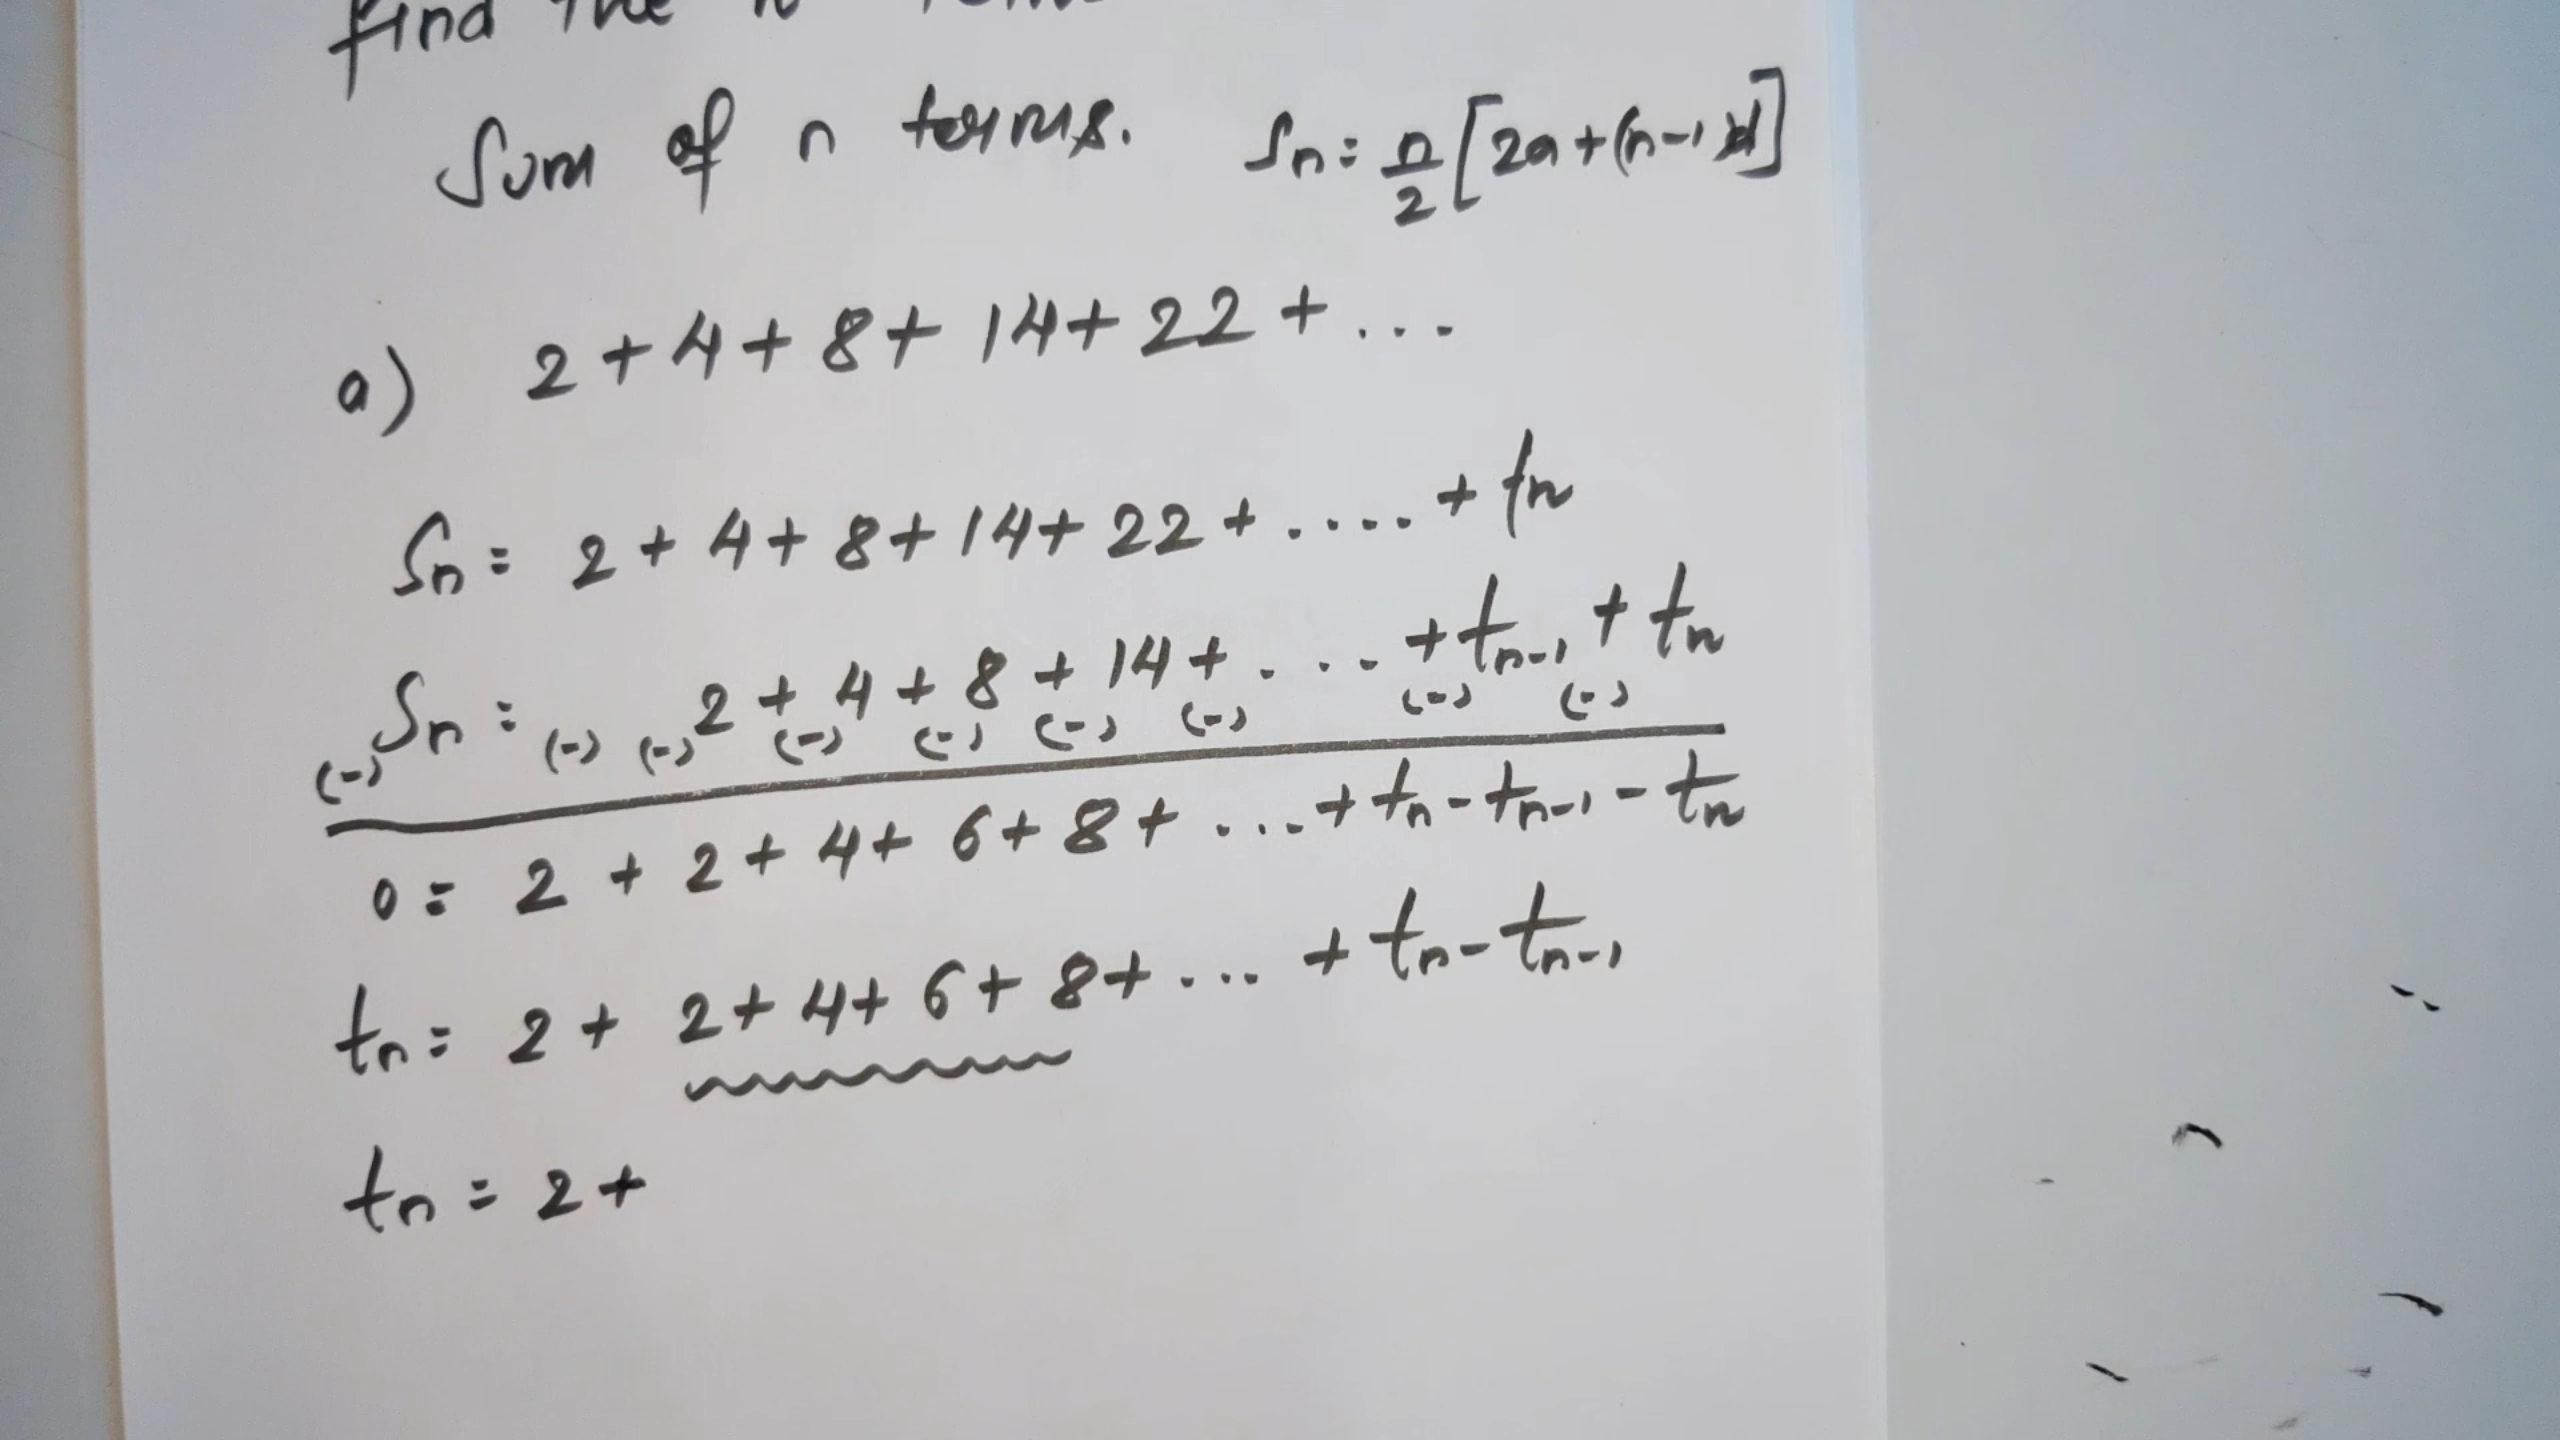 find the n
Sum of n terms. Sn = n/2 [2a + (n-1)d]
a) 2 + 4 + 8 + 14 + 22 + ...
Sn = 2 + 4 + 8 + 14 + 22 + .... + tn
Sn = 2 + 4 + 8 + 14 + ... + tn-1 + tn
(-) (-) (-) (-) (-) (-) (-) (-) (-)
0 = 2 + 2 + 4 + 6 + 8 + ... + tn - tn-1 - tn
tn = 2 + 2 + 4 + 6 + 8 + ... + tn - tn-1
tn = 2 +